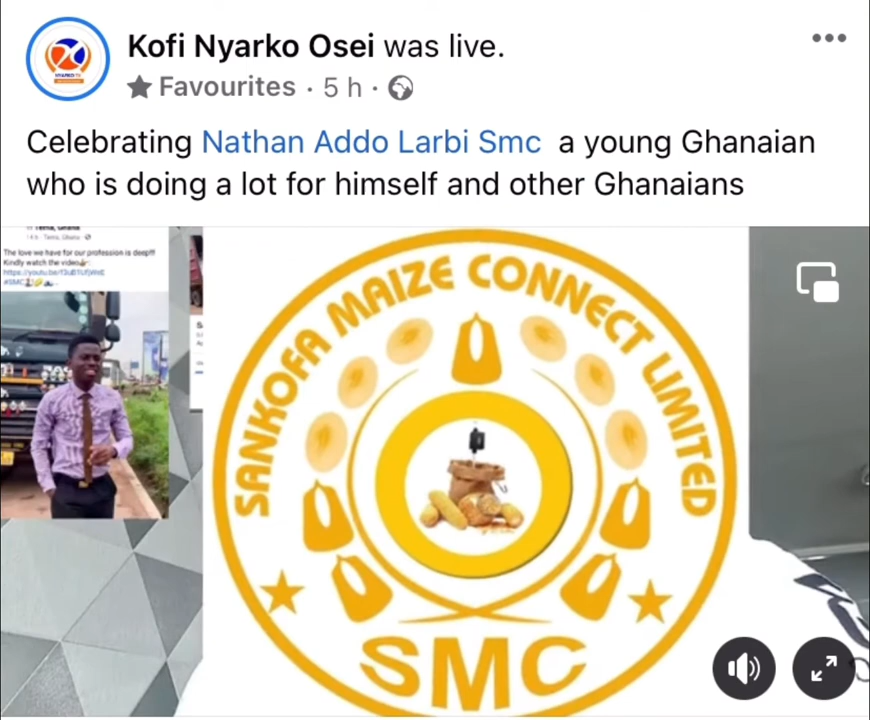 Kofi Nyarko Osei was live.
Favourites · 5 h ·
Celebrating Nathan Addo Larbi Smc a young Ghanaian
who is doing a lot for himself and other Ghanaians
The love we have for our profession is deep!!!
Kindly watch the video
#SMC
SANKOFA MAIZE CONNECT LIMITED
SMC